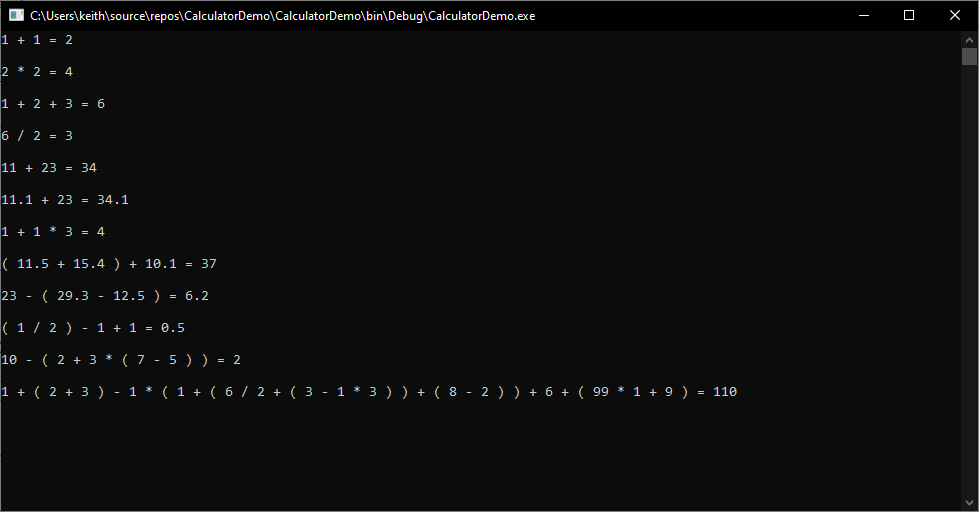 C:\Users\keith\source\repos\CalculatorDemo\CalculatorDemo\bin\Debug\CalculatorDemo.exe
1 + 1 = 2
2 * 2 = 4
1 + 2 + 3 = 6
6 / 2 = 3
11 + 23 = 34
11.1 + 23 = 34.1
1 + 1 * 3 = 4
( 11.5 + 15.4 ) + 10.1 = 37
23 - ( 29.3 - 12.5 ) = 6.2
( 1 / 2 ) - 1 + 1 = 0.5
10 - ( 2 + 3 * ( 7 - 5 ) ) = 2
1 + ( 2 + 3 ) - 1 * ( 1 + ( 6 / 2 + ( 3 - 1 * 3 ) ) + ( 8 - 2 ) ) + 6 + ( 99 * 1 + 9 ) = 110